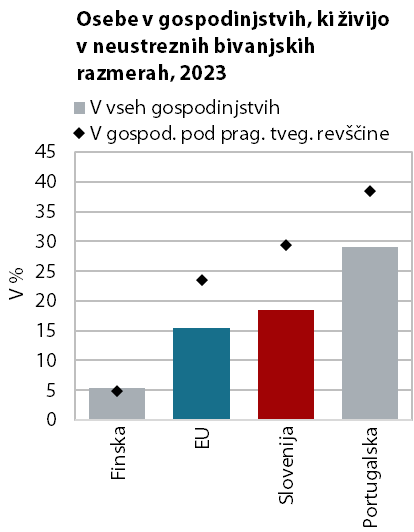 Osebe v gospodinjstvih, ki živijo
v neustreznih bivanjskih
razmerah, 2023
V vseh gospodinjstvih
V gospod. pod prag. tveg. revščine
45
40
35
30
25
20
15
10
5
0
V %
Finska
EU
Slovenija
Portugalska